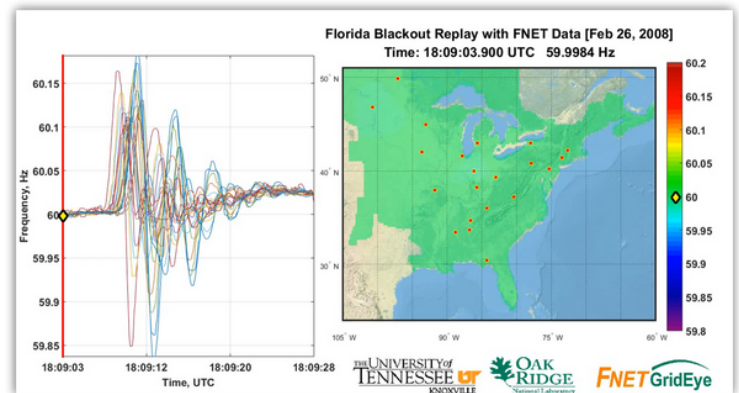 Florida Blackout Replay with FNET Data [Feb 26, 2008]
Time: 18:09:03.900 UTC 59.9984 Hz
Frequency, Hz
60.15
60.1
60.05
60
59.95
59.9
59.85
18:09:03
18:09:12
18:09:20
18:09:28
Time, UTC
50° N
40° N
30° N
105° W
90° W
75° W
60° W
60.2
60.15
60.1
60.05
60
59.95
59.9
59.85
59.8
THE UNIVERSITY of
TENNESSEE UT
KNOXVILLE
OAK
RIDGE
National Laboratory
FNET GridEye